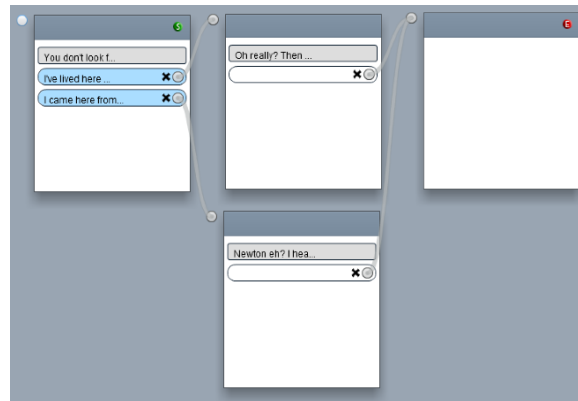 S
E
You don't look f...
I've lived here ...
I came here from...
Oh really? Then ...
Newton eh? I hea...